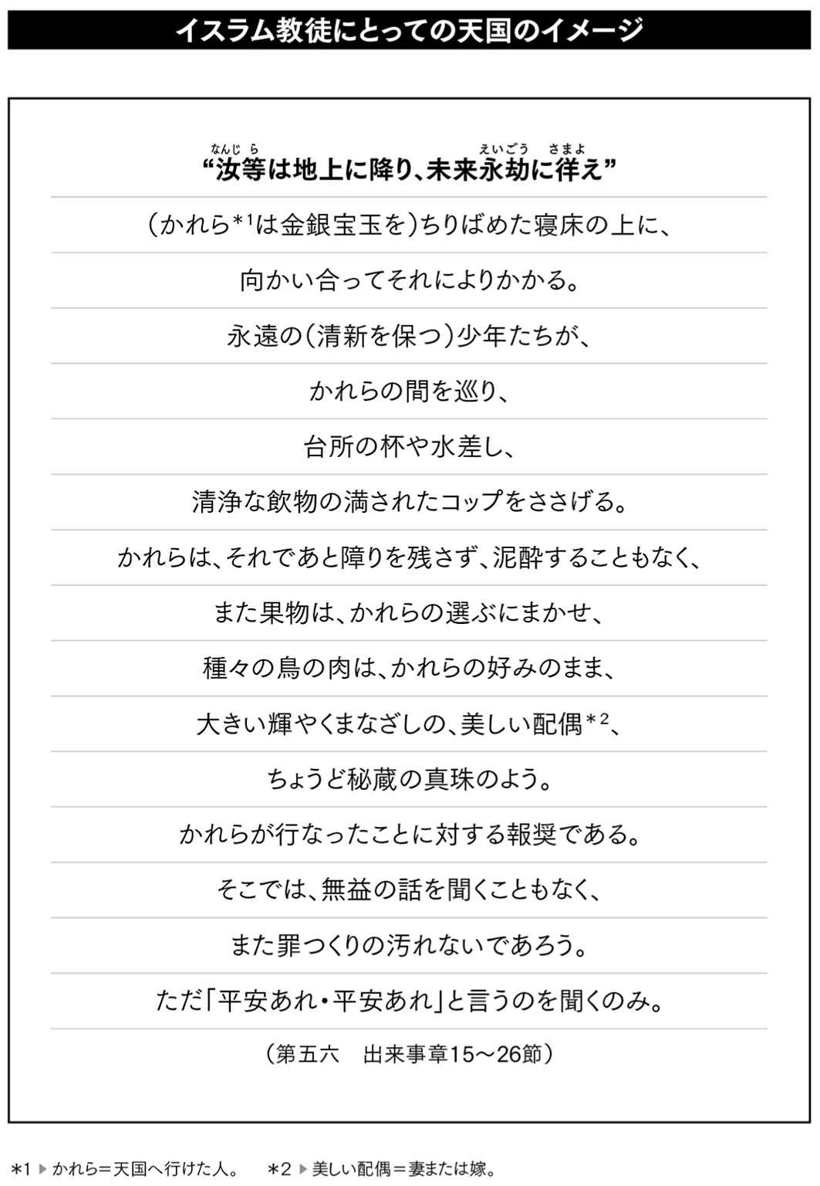 イスラム教徒にとっての天国のイメージ
“汝等は地上に降り、未来永劫に徉え”
（かれら＊1は金銀宝玉を）ちりばめた寝床の上に、
向かい合ってそれによりかかる。
永遠の（清新を保つ）少年たちが、
かれらの間を巡り、
台所の杯や水差し、
清浄な飲物の満されたコップをささげる。
かれらは、それであと障りを残さず、泥酔することもなく、
また果物は、かれらの選ぶにまかせ、
種々の鳥の肉は、かれらの好みのまま、
大きい輝やくまなざしの、美しい配偶＊2、
ちょうど秘蔵の真珠のよう。
かれらが行なったことに対する報奨である。
そこでは、無益の話を聞くこともなく、
また罪つくりの汚れないであろう。
ただ「平安あれ・平安あれ」と言うのを聞くのみ。
（第五六　出来事章15〜26節）
＊1 ▶ かれら＝天国へ行けた人。　＊2 ▶ 美しい配偶＝妻または嫁。